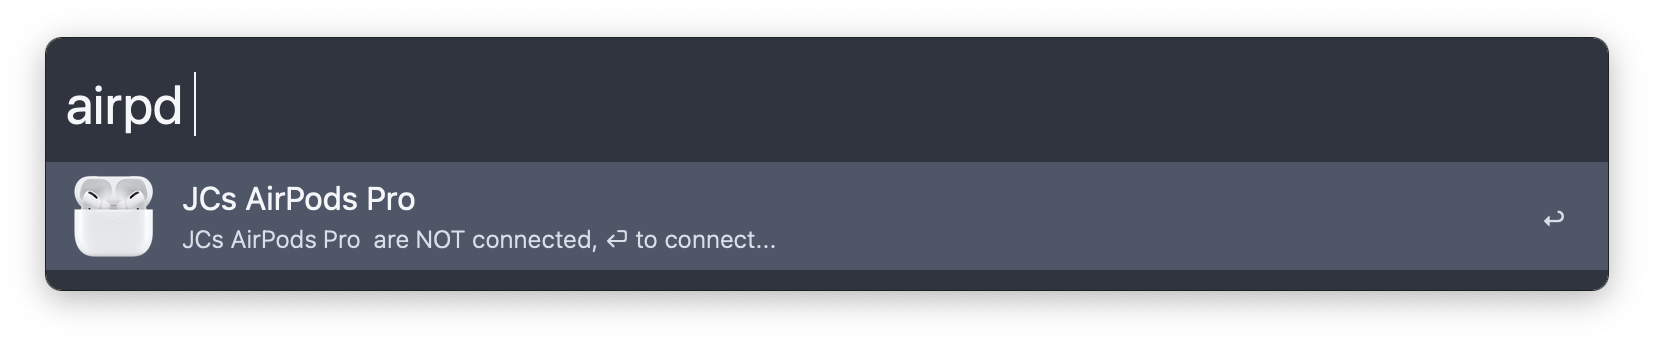 airpd
JCs AirPods Pro
JCs AirPods Pro  are NOT connected, ↩ to connect...